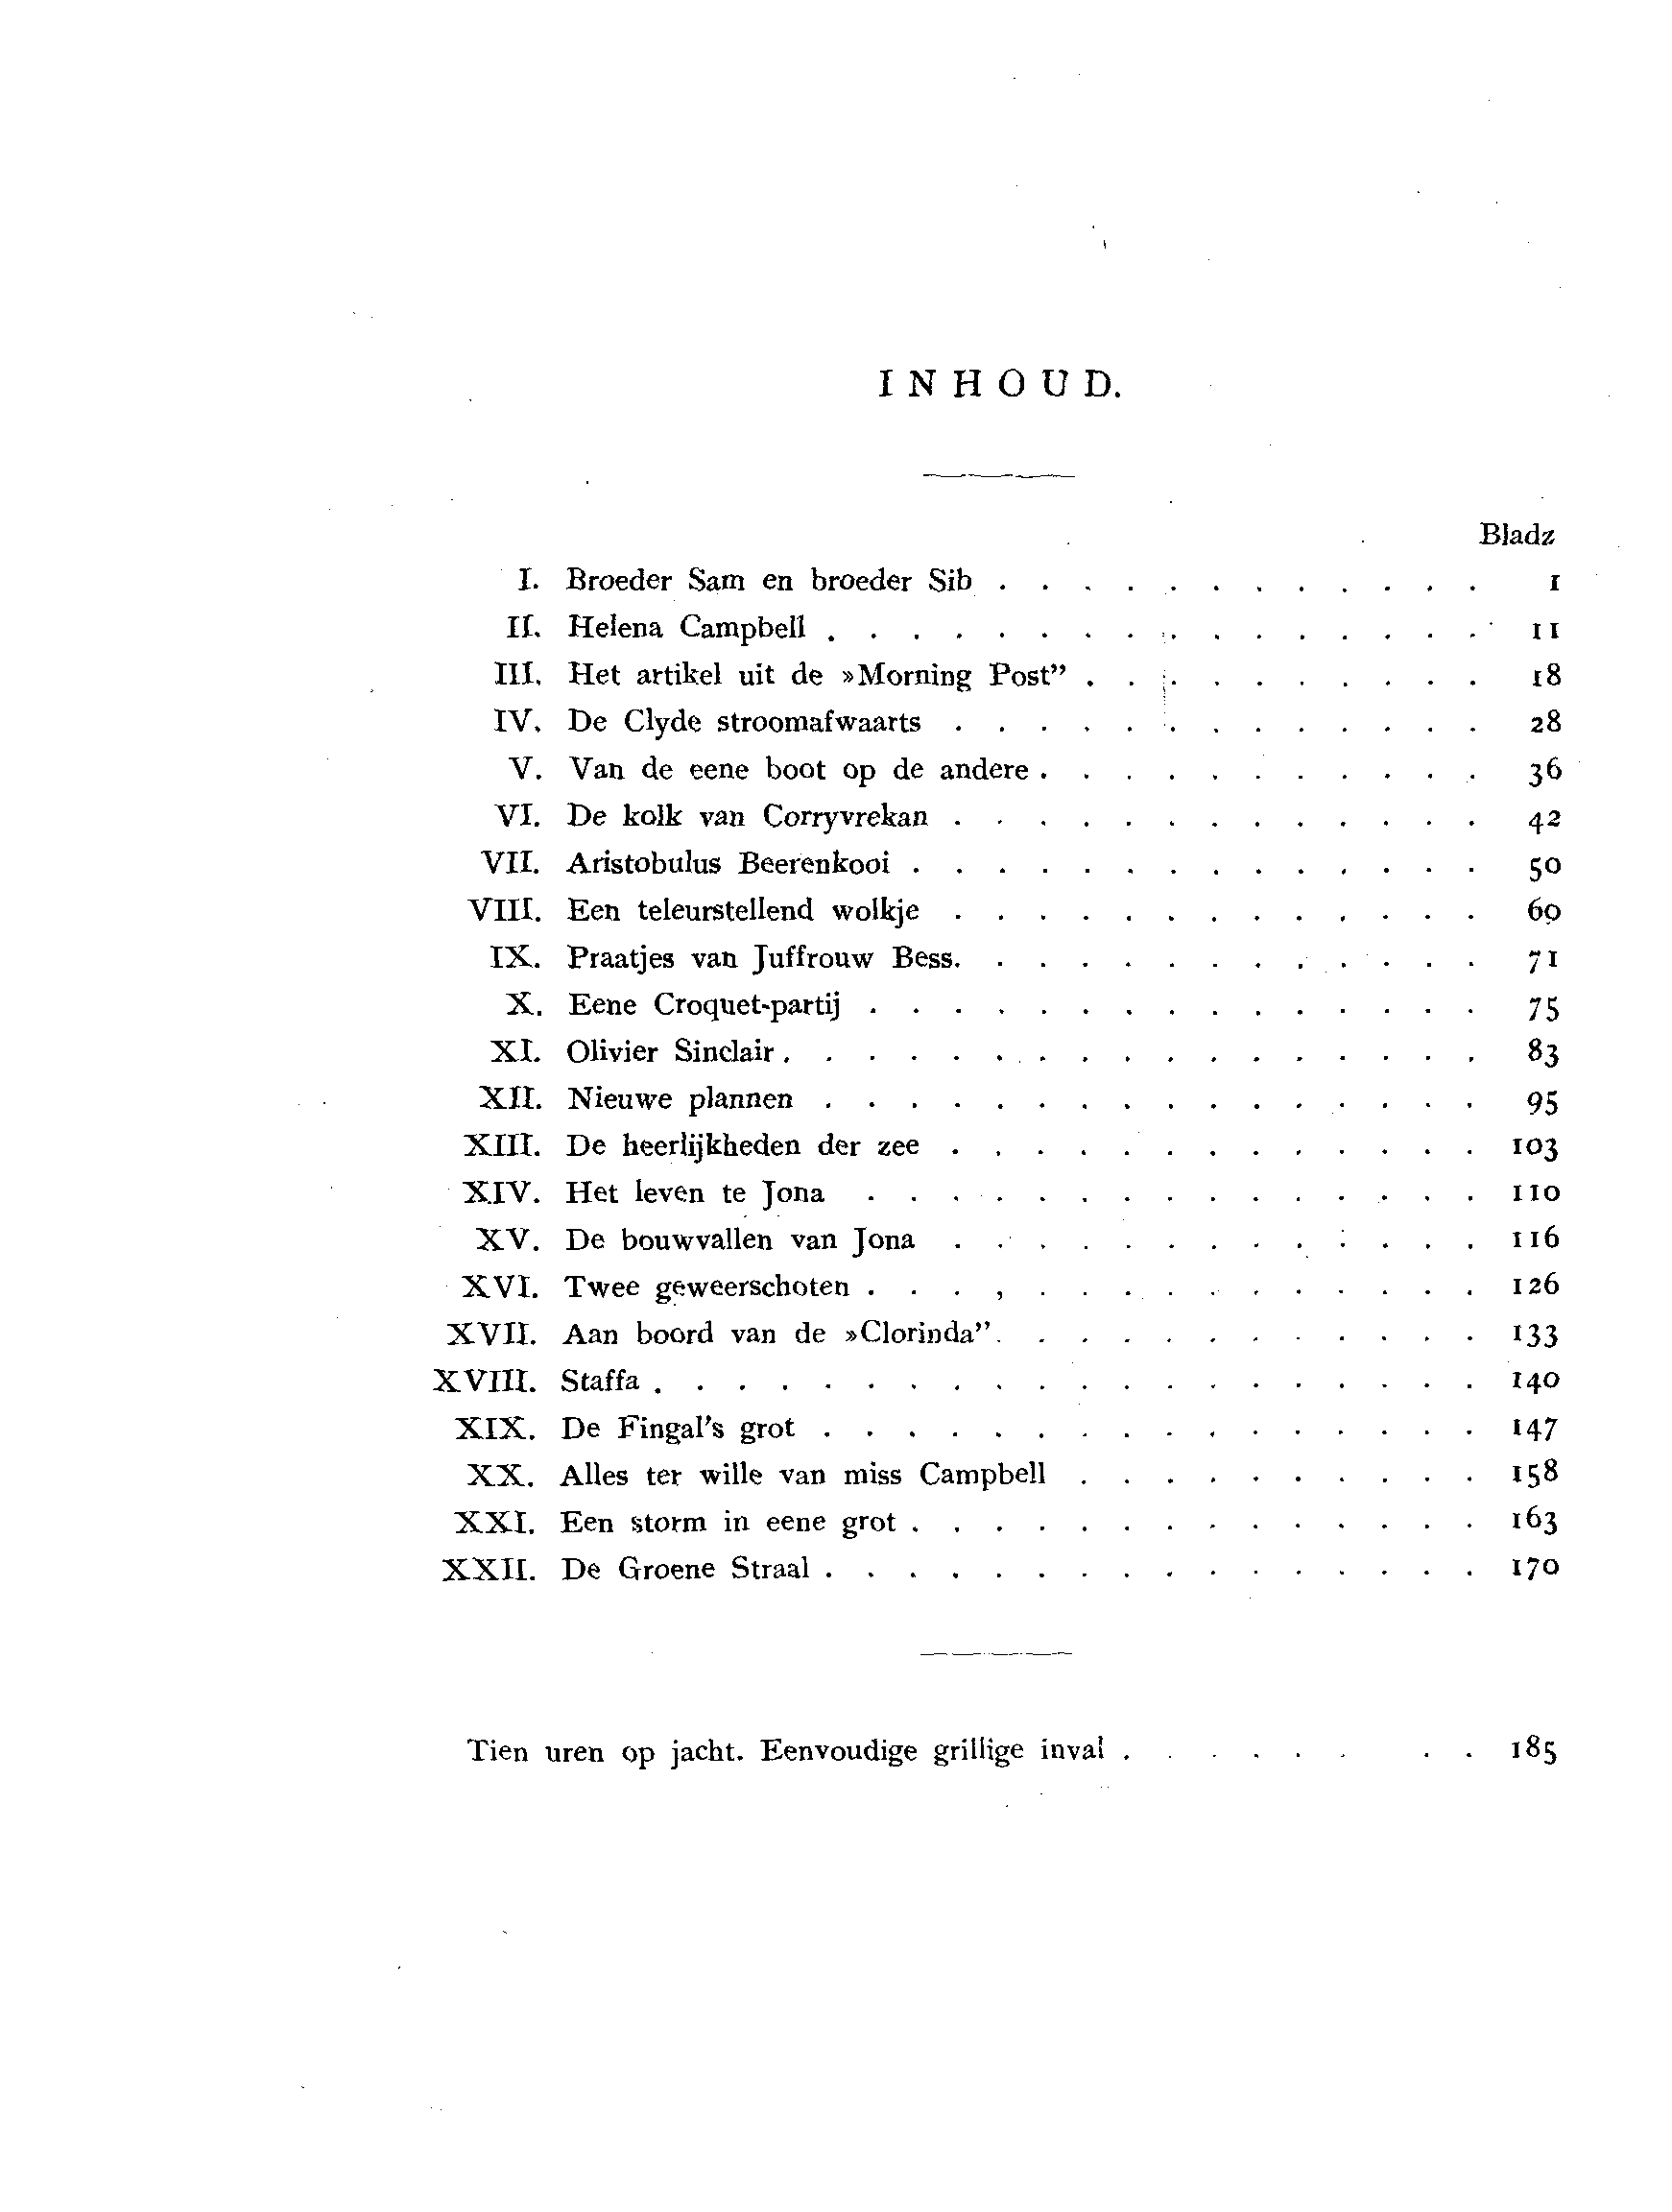 INHOUD.
Bladz
I. Broeder Sam en broeder Sib . . . . . . . . . . . . 1
II. Helena Campbell . . . . . . . . . . . . . . . . 11
III. Het artikel uit de »Morning Post” . . . . . . . . . . 18
IV. De Clyde stroomafwaarts . . . . . . . . . . . . . 28
V. Van de eene boot op de andere . . . . . . . . . . . 36
VI. De kolk van Corryvrekan . . . . . . . . . . . . . 42
VII. Aristobulus Beerenkooi . . . . . . . . . . . . . . 50
VIII. Een teleurstellend wolkje . . . . . . . . . . . . . 60
IX. Praatjes van Juffrouw Bess. . . . . . . . . . . . . 71
X. Eene Croquet-partij . . . . . . . . . . . . . . . 75
XI. Olivier Sinclair . . . . . . . . . . . . . . . . . 83
XII. Nieuwe plannen . . . . . . . . . . . . . . . . 95
XIII. De heerlijkheden der zee . . . . . . . . . . . . . 103
XIV. Het leven te Jona . . . . . . . . . . . . . . . 110
XV. De bouwvallen van Jona . . . . . . . . . . . . . 116
XVI. Twee geweerschoten . . . , . . . . . . . . . . . 126
XVII. Aan boord van de »Clorinda” . . . . . . . . . . . . 133
XVIII. Staffa . . . . . . . . . . . . . . . . . . . . 140
XIX. De Fingal's grot . . . . . . . . . . . . . . . . 147
XX. Alles ter wille van miss Campbell . . . . . . . . . . 158
XXI. Een storm in eene grot . . . . . . . . . . . . . . 163
XXII. De Groene Straal . . . . . . . . . . . . . . . . 170
Tien uren op jacht. Eenvoudige grillige inval . . . . . . . . 185